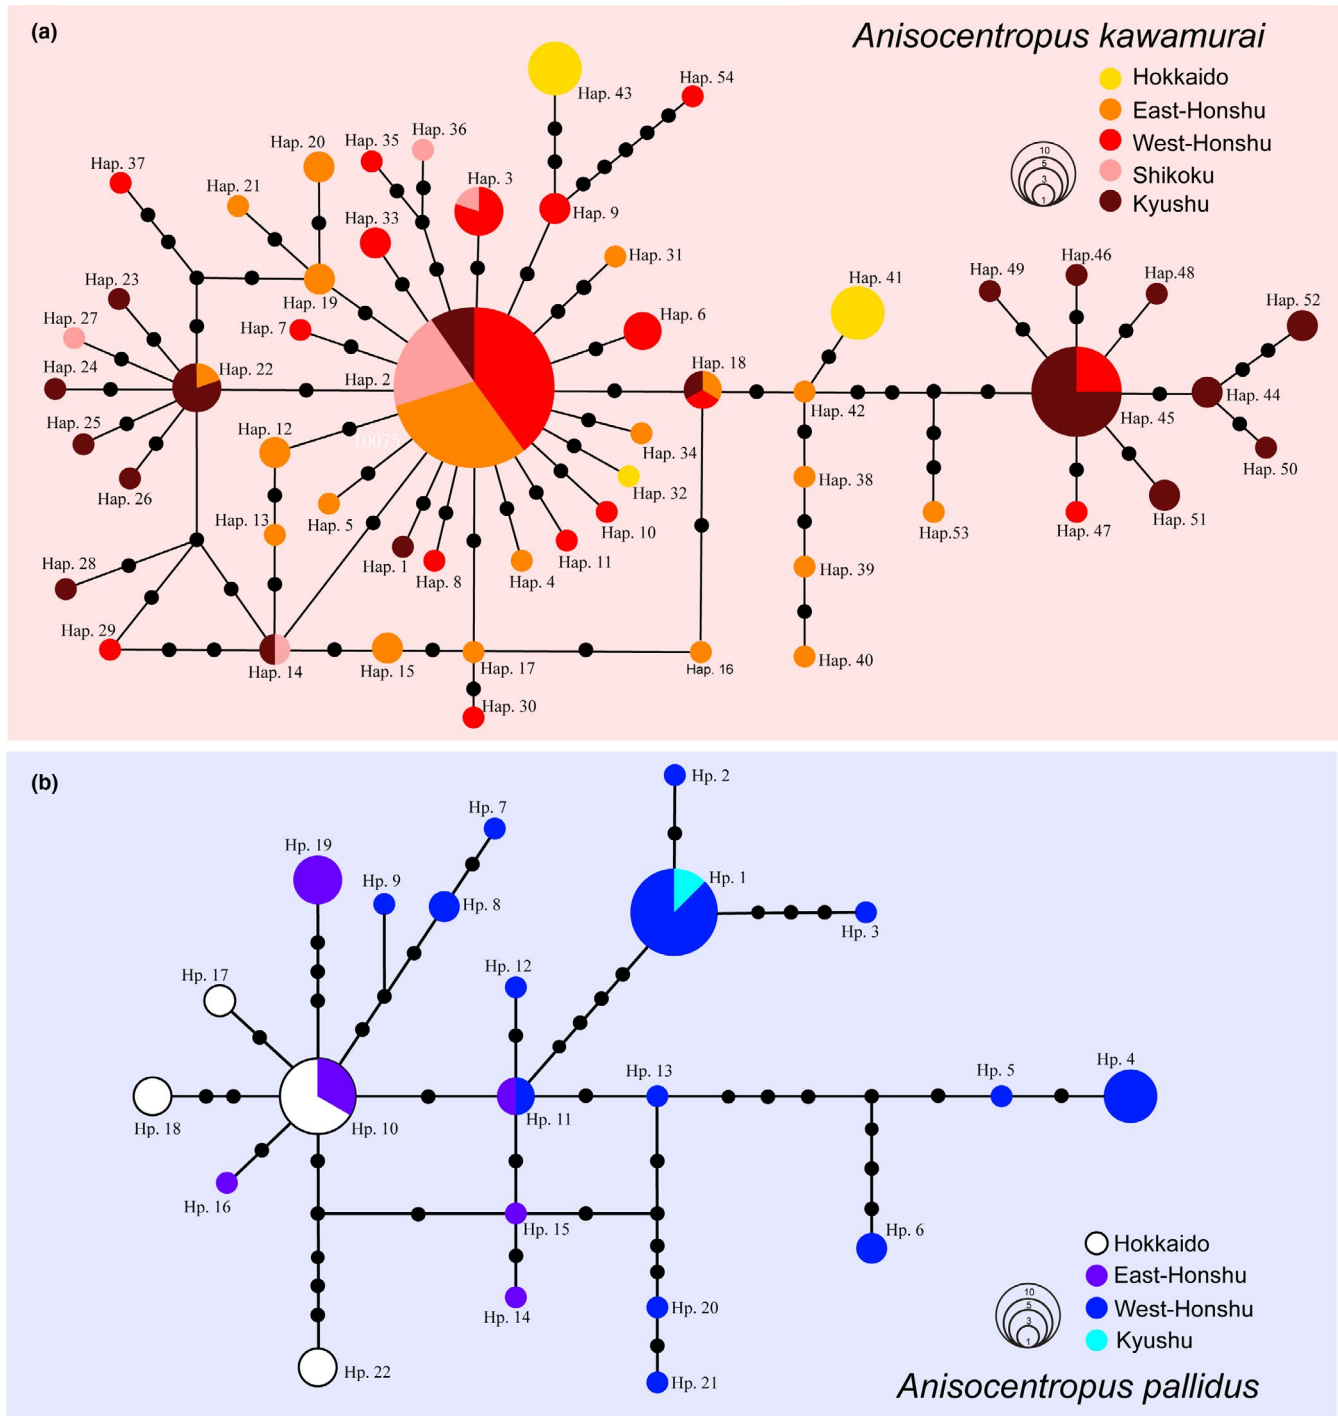 (a)
Anisocentropus kawamurai
Hokkaido
East-Honshu
West-Honshu
Shikoku
Kyushu
10
5
3
1
Hap. 54
Hap. 43
Hap. 36
Hap. 35
Hap. 20
Hap. 37
Hap. 21
Hap. 3
Hap. 33
Hap. 9
Hap. 31
Hap. 41
Hap. 46
Hap. 49
Hap. 48
Hap. 23
Hap. 19
Hap. 52
Hap. 27
Hap. 7
Hap. 6
Hap. 24
Hap. 22
Hap. 2
Hap. 18
Hap. 42
Hap. 45
Hap. 44
Hap. 25
Hap. 12
10075
Hap. 34
Hap. 50
Hap. 26
Hap. 32
Hap. 38
Hap. 13
Hap. 5
Hap. 10
Hap.53
Hap. 47
Hap. 51
Hap. 28
Hap. 1
Hap. 8
Hap. 4
Hap. 11
Hap. 39
Hap. 29
Hap. 14
Hap. 15
Hap. 17
Hap. 16
Hap. 40
Hap. 30
(b)
Hp. 2
Hp. 7
Hp. 19
Hp. 9
Hp. 8
Hp. 1
Hp. 3
Hp. 17
Hp. 12
Hp. 13
Hp. 5
Hp. 4
Hp. 18
Hp. 10
Hp. 11
Hp. 16
Hp. 15
Hp. 6
Hp. 14
Hp. 20
Hp. 22
Hp. 21
10
5
3
1
Hokkaido
East-Honshu
West-Honshu
Kyushu
Anisocentropus pallidus